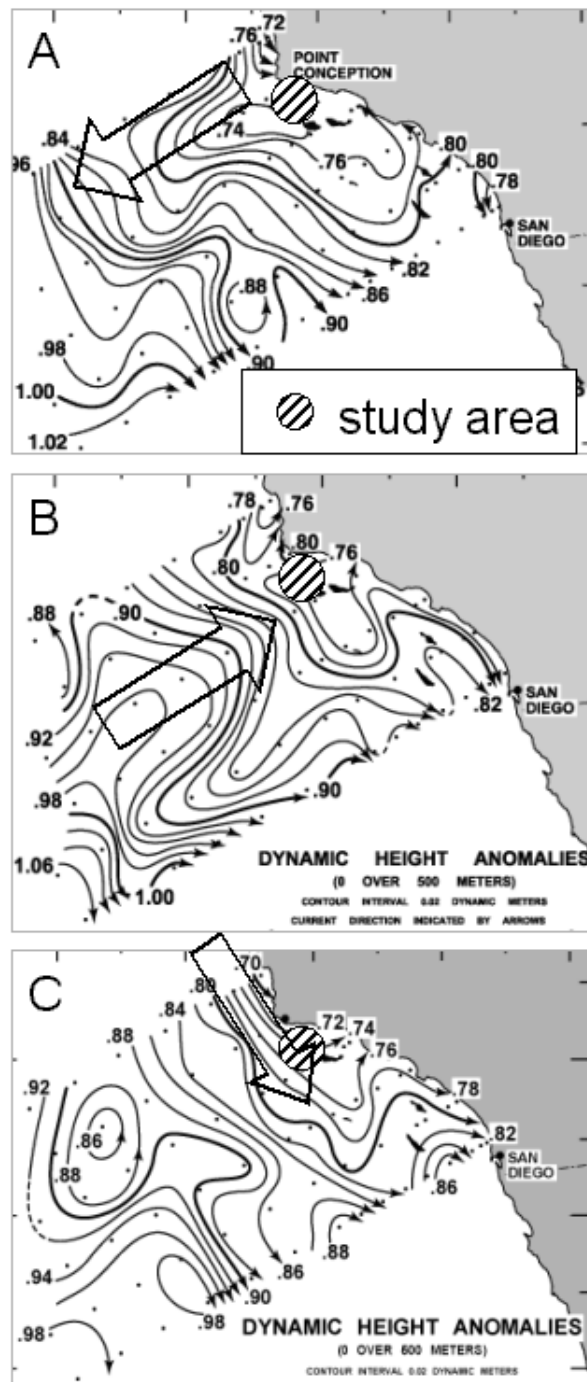 A
.72
.76
POINT
CONCEPTION
.84
.74
96
.76
.80
.80
.78
SAN
DIEGO
.82
.88
.86
.90
.98
.90
1.00
1.02
study area
B
.78
.76
.80
.76
.80
.88
.90
SAN
DIEGO
.82
.92
.98
.90
1.06
1.00
DYNAMIC HEIGHT ANOMALIES
(0 OVER 500 METERS)
CONTOUR INTERVAL 0.02 DYNAMIC METERS
CURRENT DIRECTION INDICATED BY ARROWS
C
.70
.80
.84
.72
.74
.88
.76
.92
.78
.86
.82
SAN
DIEGO
.88
.86
.88
.94
.86
.90
.98
.98
DYNAMIC HEIGHT ANOMALIES
(0 OVER 500 METERS)
CONTOUR INTERVAL 0.02 DYNAMIC METERS